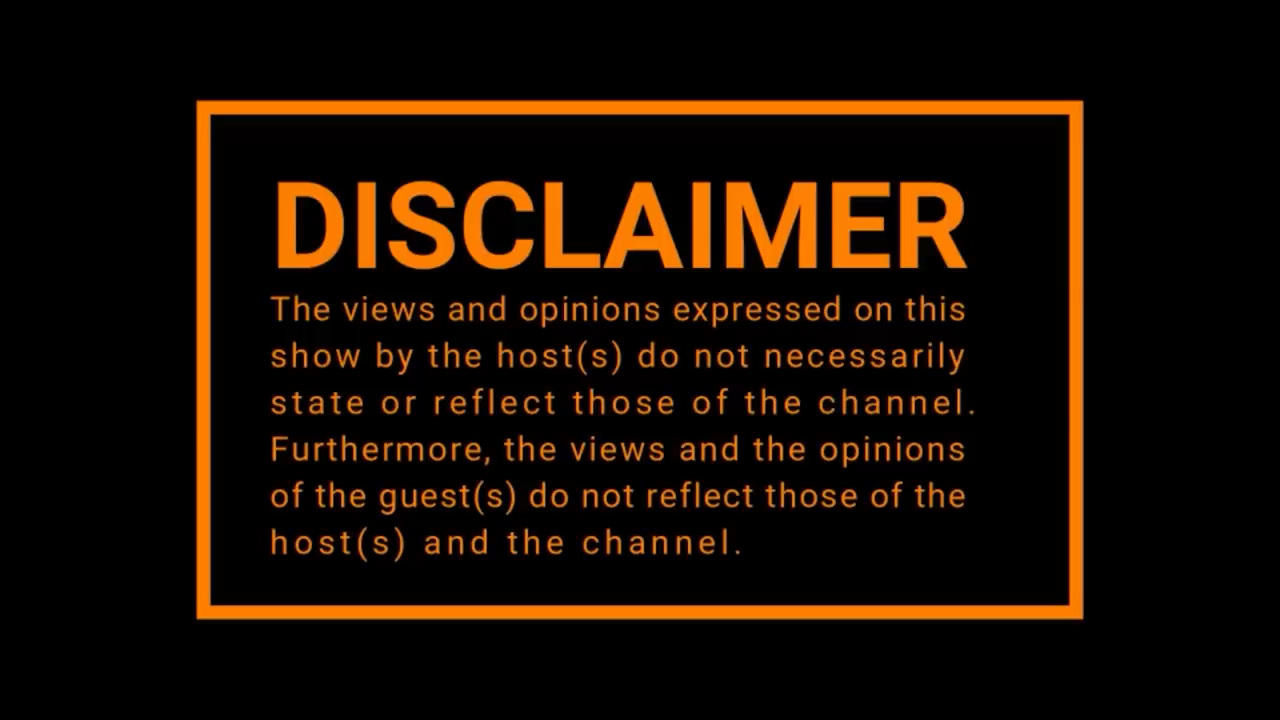 DISCLAIMER
The views and opinions expressed on this
show by the host(s) do not necessarily
state or reflect those of the channel.
Furthermore, the views and the opinions
of the guest(s) do not reflect those of the
host(s) and the channel.